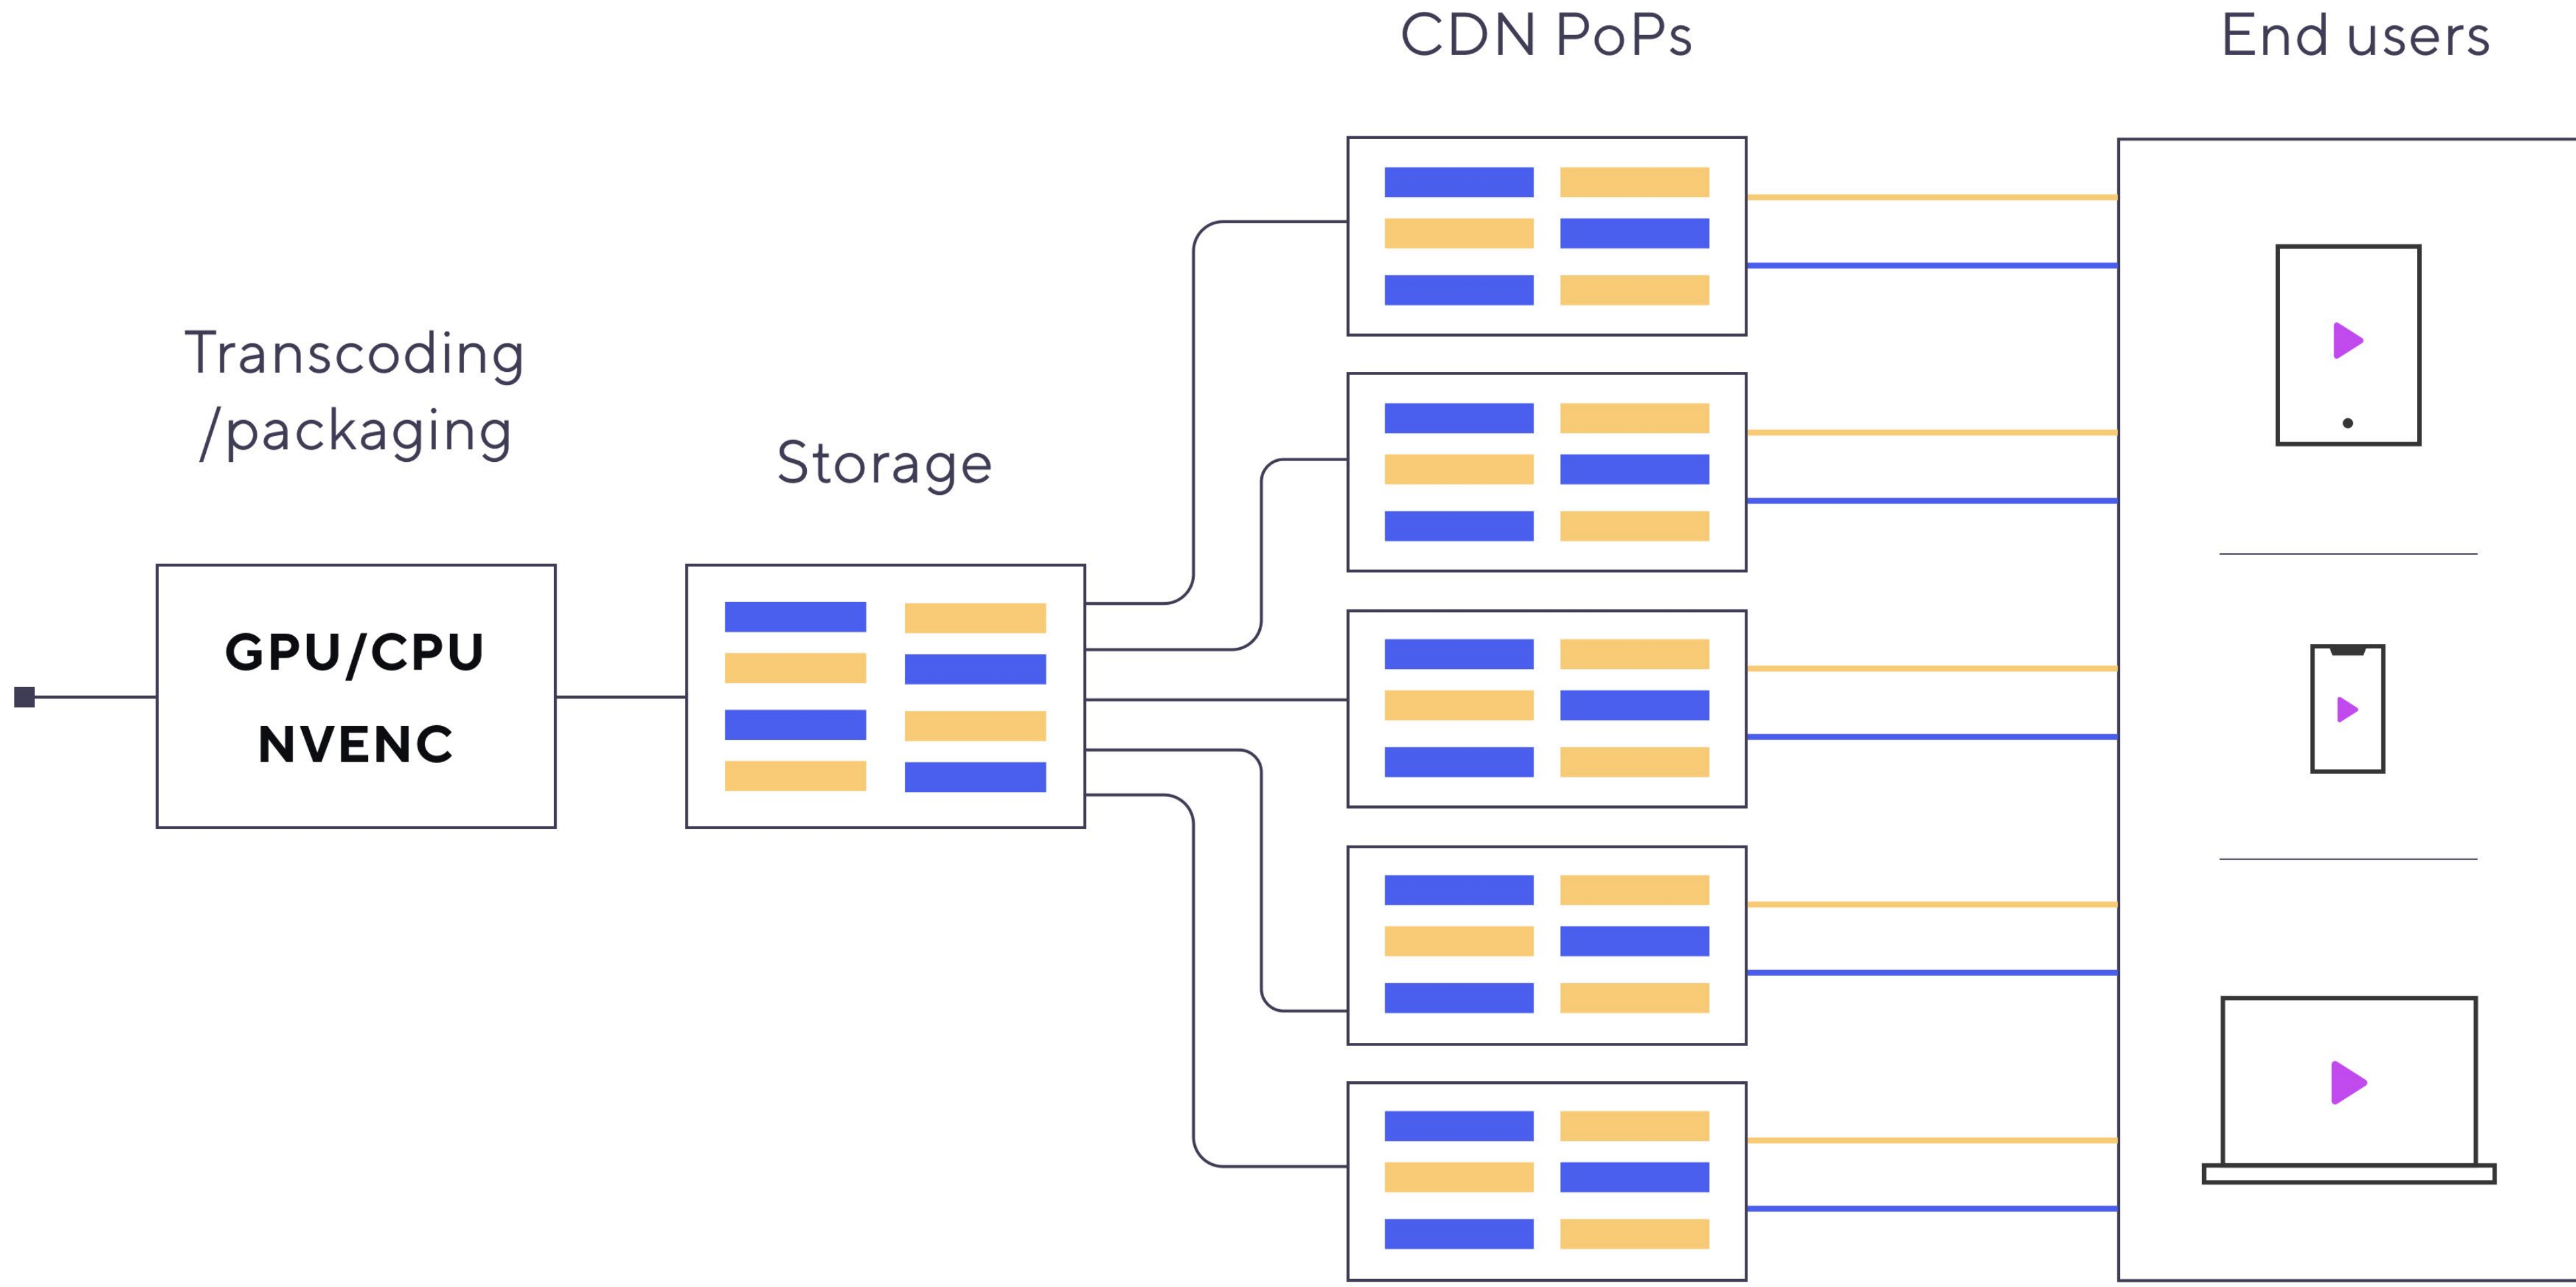 CDN PoPs
End users
Transcoding
/packaging
Storage
GPU/CPU
NVENC